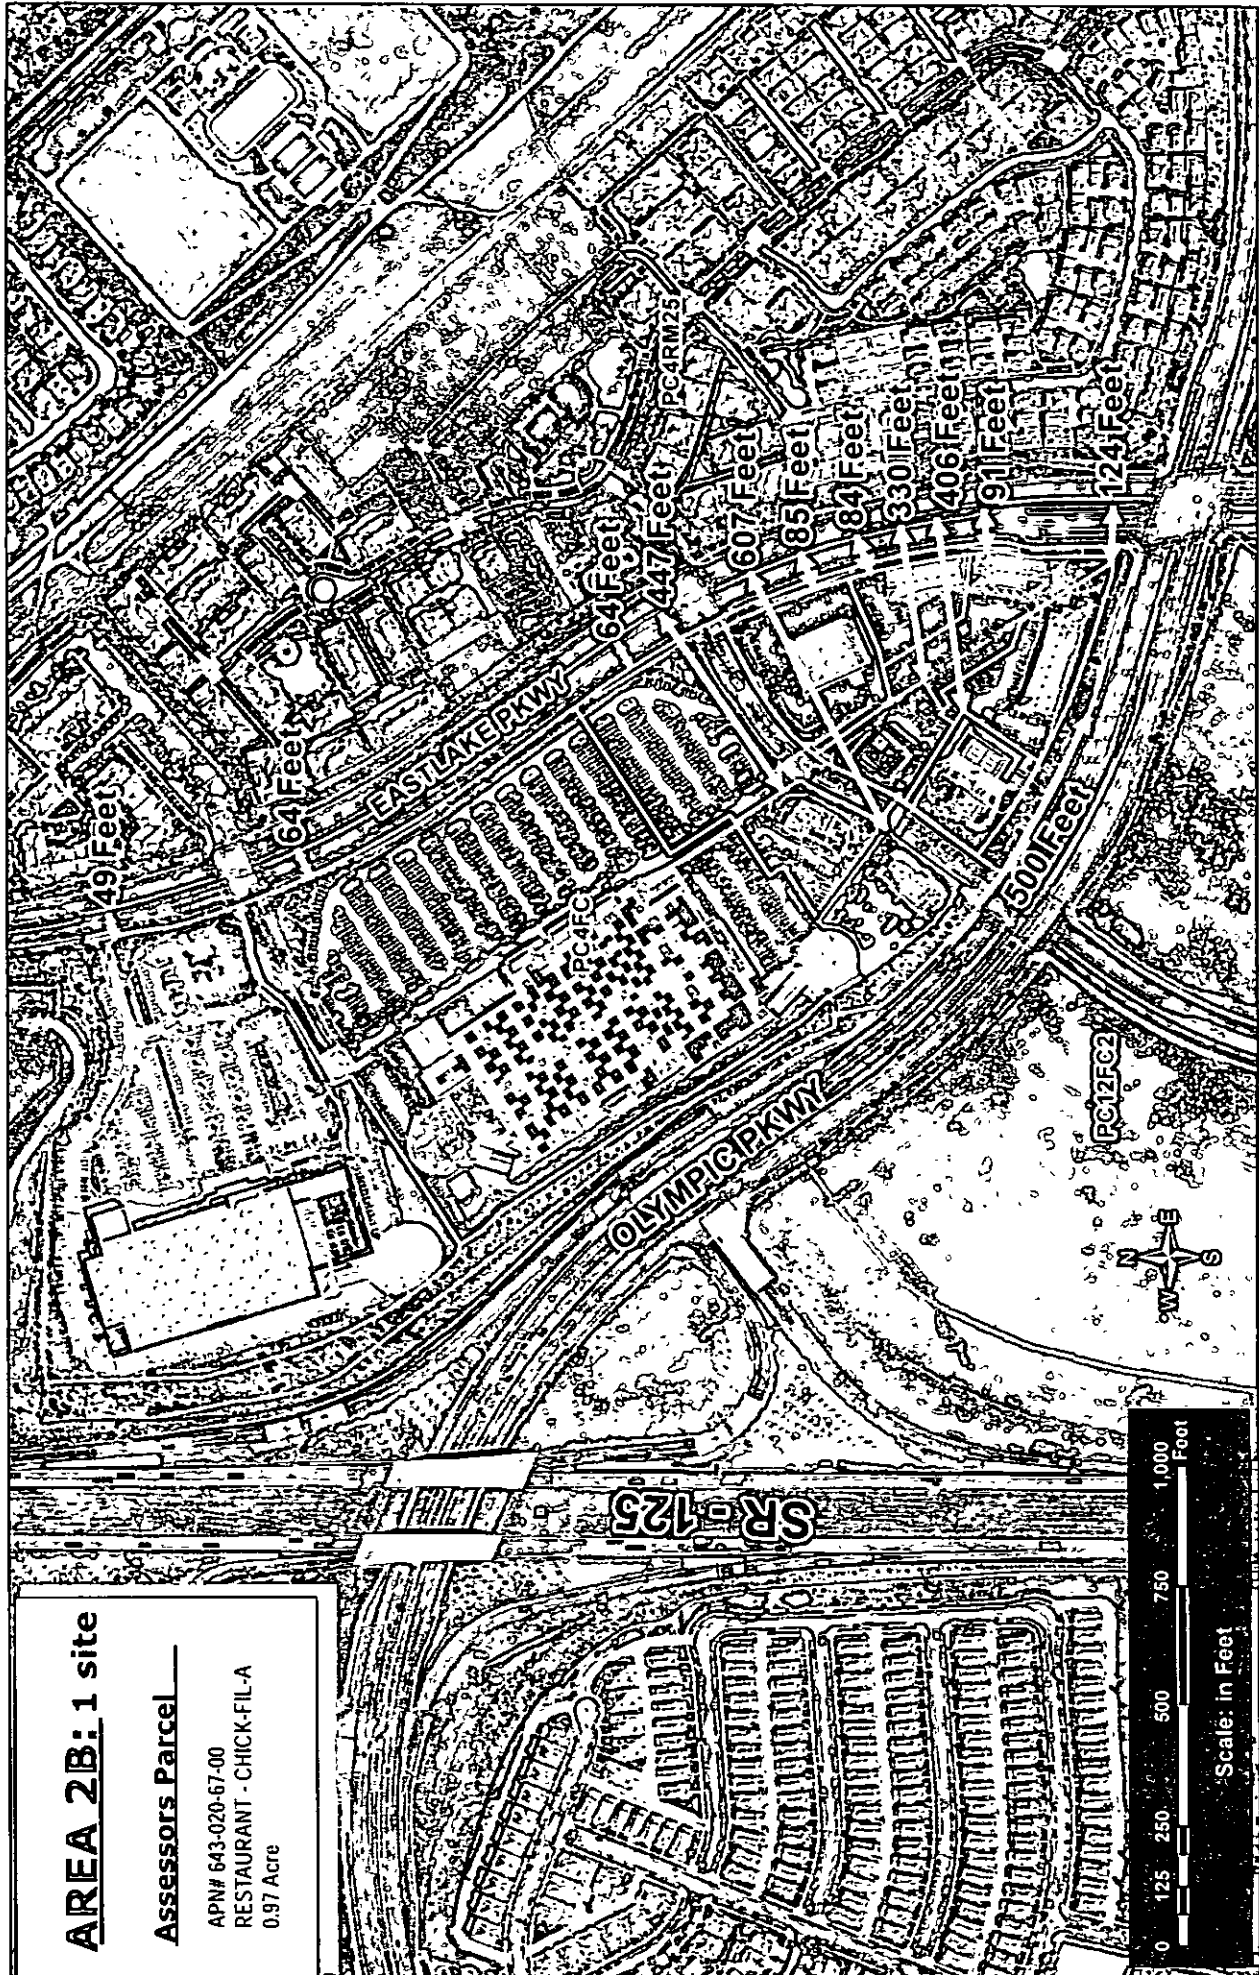 AREA 2B: 1 site
Assessors Parcel
APN# 643-020-67-00
RESTAURANT - CHICK-FIL-A
0.97 Acre
49 Feet
64 Feet
EASTLAKE PKWY
64 Feet
447 Feet
PC4RM25
607 Feet
85 Feet
84 Feet
330 Feet
406 Feet
91 Feet
124 Feet
PC4FC
500 Feet
OLYMPIC PKWY
PC12FC2
SR - 125
N
W
E
S
0 125 250 500 750 1,000
Feet
Scale: in Feet